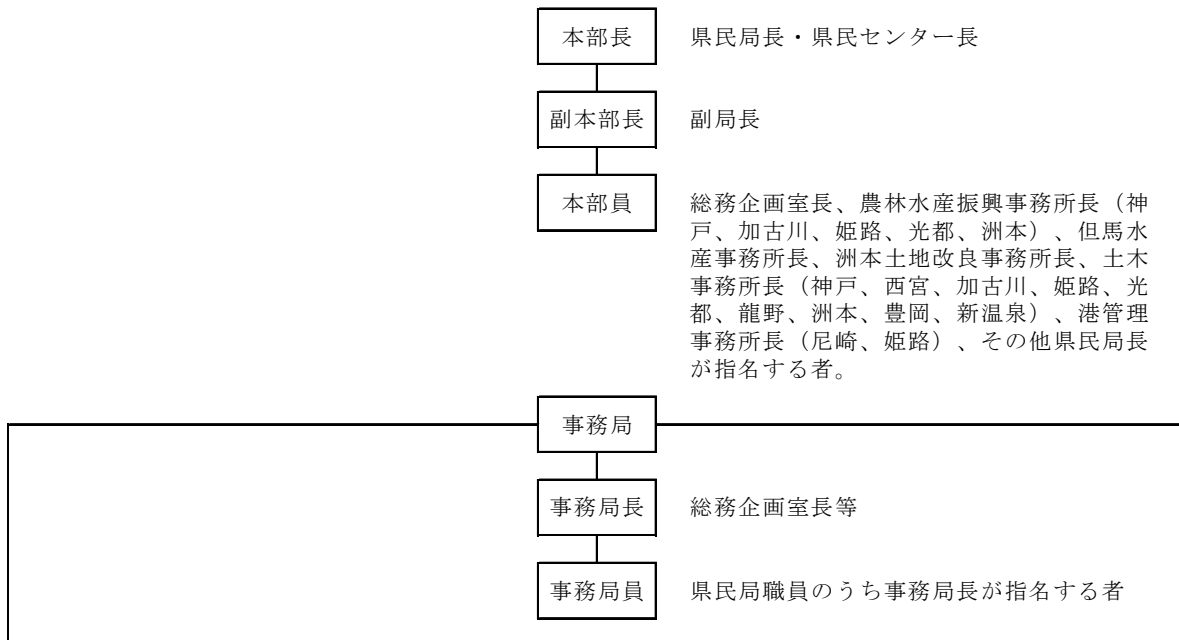 本部長 県民局長・県民センター長
副本部長 副局長
本部員 総務企画室長、農林水産振興事務所長（神
戸、加古川、姫路、光都、洲本）、但馬水
産事務所長、洲本土地改良事務所長、土木
事務所長（神戸、西宮、加古川、姫路、光
都、龍野、洲本、豊岡、新温泉）、港管理
事務所長（尼崎、姫路）、その他県民局長
が指名する者。
事務局
事務局長 総務企画室長等
事務局員 県民局職員のうち事務局長が指名する者